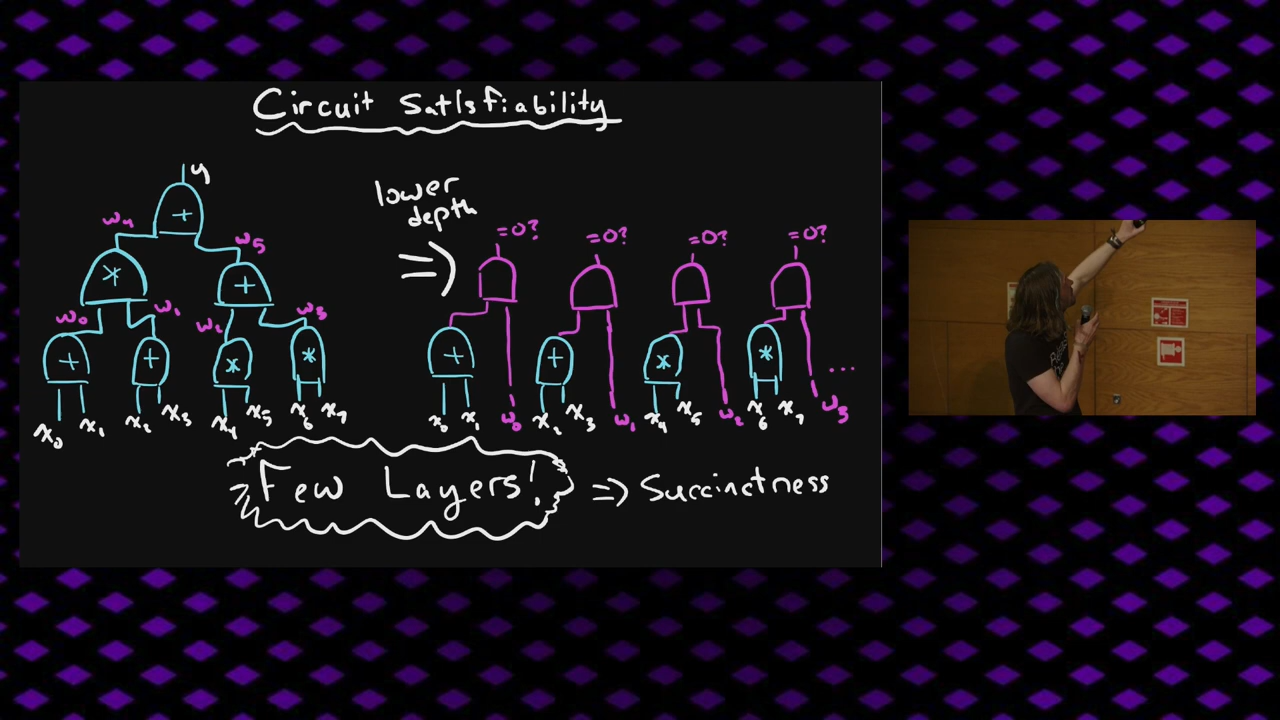 Circuit Satisfiability
y
+
w4
w5
*
+
w0
w1
w2
w3
+
+
*
*
x0 x1 x2 x3 x4 x5 x6 x7
lower
depth
=>
=0? =0? =0? =0?
+
+
*
*
...
x0 x1 w0 x2 x3 w1 x4 x5 w2 x6 x7 w3
Few Layers! => Succinctness